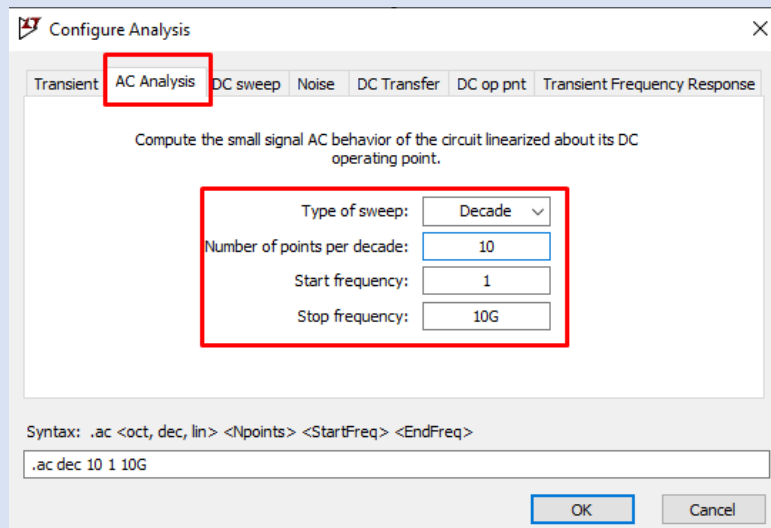 Configure Analysis
Transient AC Analysis DC sweep Noise DC Transfer DC op pnt Transient Frequency Response
Compute the small signal AC behavior of the circuit linearized about its DC
operating point.
Type of sweep: Decade
Number of points per decade: 10
Start frequency: 1
Stop frequency: 10G
Syntax: .ac <oct, dec, lin> <Npoints> <StartFreq> <EndFreq>
.ac dec 10 1 10G
OK Cancel